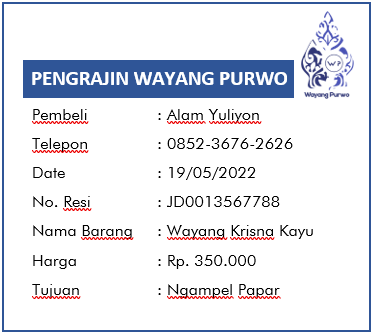 WP
Wayang Purwo
PENGRAJIN WAYANG PURWO
Pembeli : Alam Yuliyon
Telepon : 0852-3676-2626
Date : 19/05/2022
No. Resi : JD0013567788
Nama Barang : Wayang Krisna Kayu
Harga : Rp. 350.000
Tujuan : Ngampel Papar